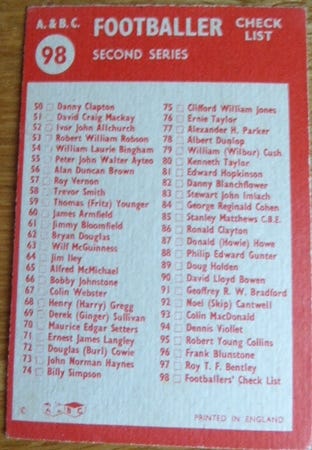 A. & B. C.
FOOTBALLER
CHECK
LIST
98
SECOND SERIES
50 Danny Clapton
51 David Craig Mackay
52 Ivor John Allchurch
53 Robert William Robson
54 William Laurie Bingham
55 Peter John Walter Ayteo
56 Alan Duncan Brown
57 Roy Vernon
58 Trevor Smith
59 Thomas (Fritz) Younger
60 James Armfield
61 Jimmy Bloomfield
62 Bryan Douglas
63 Wilf McGuinness
64 Jim Iley
65 Alfred McMichael
66 Bobby Johnstone
67 Colin Webster
68 Henry (Harry) Gregg
69 Derek (Ginger) Sullivan
70 Maurice Edgar Setters
71 Ernest James Langley
72 Douglas (Burl) Cowie
73 John Norman Haynes
74 Billy Simpson
75 Clifford William Jones
76 Ernie Taylor
77 Alexander H. Parker
78 Albert Dunlop
79 William (Wilbur) Cush
80 Kenneth Taylor
81 Edward Hopkinson
82 Danny Blanchflower
83 Stewart John Imlach
84 George Reginald Cohen
85 Stanley Matthews C.B.E.
86 Ronald Clayton
87 Donald (Howie) Howe
88 Philip Edward Gunter
89 Doug Holden
90 David Lloyd Bowen
91 Geoffrey R. W. Bradford
92 Noel (Skip) Cantwell
93 Colin MacDonald
94 Dennis Viollet
95 Robert Young Collins
96 Frank Blunstone
97 Roy T. F. Bentley
98 Footballers' Check List
C A B C
PRINTED IN ENGLAND